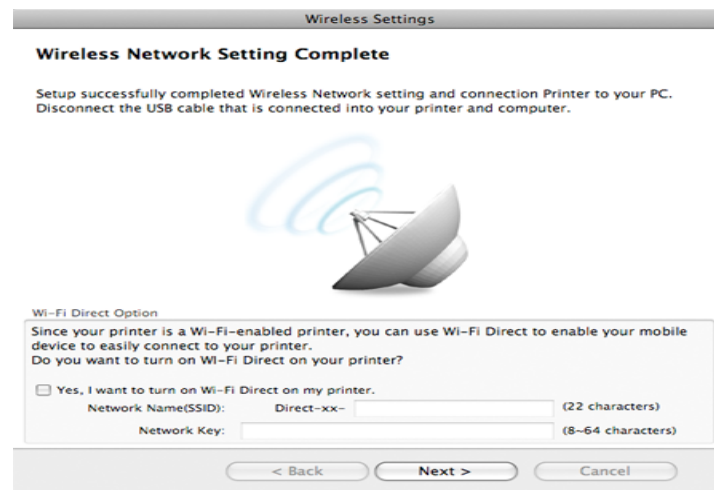 Wireless Settings
Wireless Network Setting Complete
Setup successfully completed Wireless Network setting and connection Printer to your PC.
Disconnect the USB cable that is connected into your printer and computer.
Wi-Fi Direct Option
Since your printer is a Wi-Fi-enabled printer, you can use Wi-Fi Direct to enable your mobile
device to easily connect to your printer.
Do you want to turn on WI-Fi Direct on your printer?
Yes, I want to turn on Wi-Fi Direct on my printer.
Network Name(SSID): Direct-xx- (22 characters)
Network Key: (8~64 characters)
< Back Next > Cancel